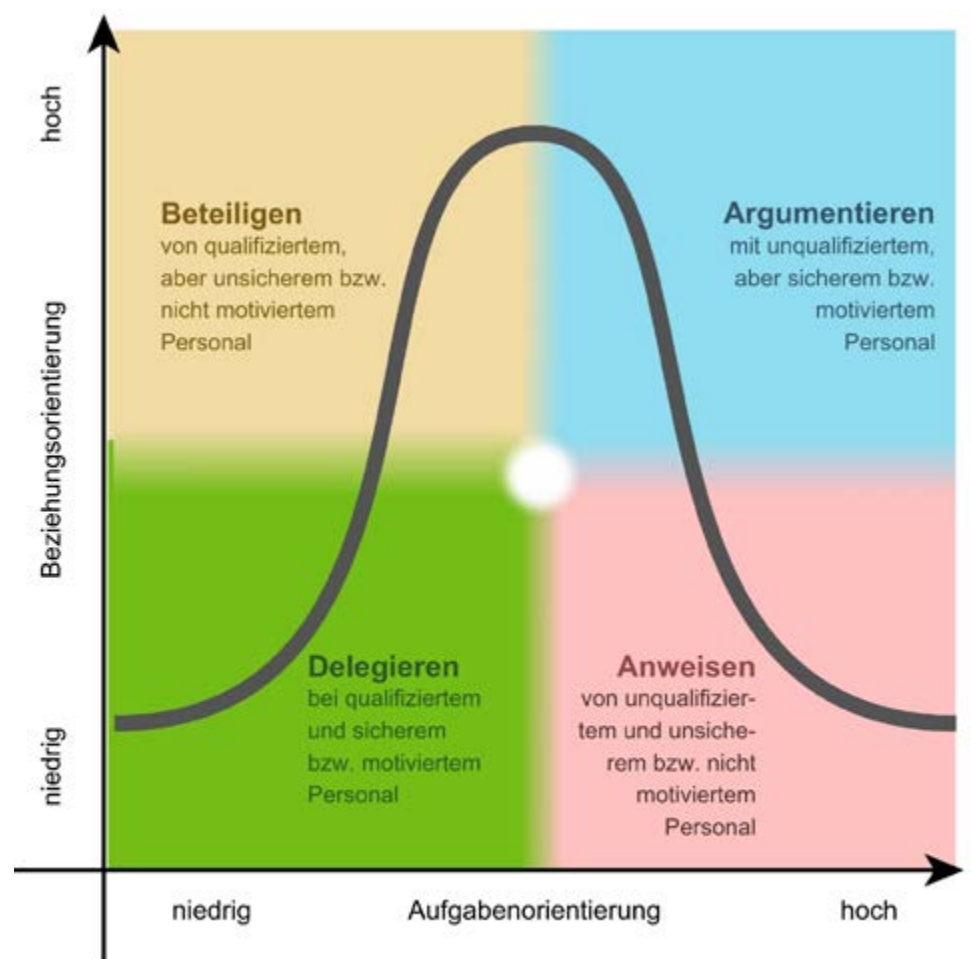 hoch
Beziehungsorientierung
niedrig
Beteiligen
von qualifiziertem,
aber unsicherem bzw.
nicht motiviertem
Personal
Argumentieren
mit unqualifiziertem,
aber sicherem bzw.
motiviertem
Personal
Delegieren
bei qualifiziertem
und sicherem
bzw. motiviertem
Personal
Anweisen
von unqualifizier-
tem und unsiche-
rem bzw. nicht
motiviertem
Personal
niedrig
Aufgabenorientierung
hoch